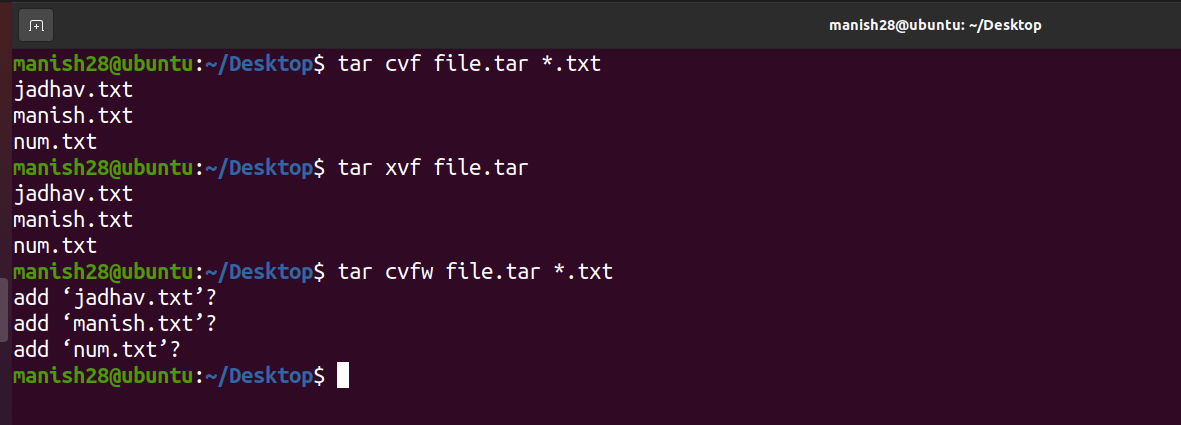 manish28@ubuntu: ~/Desktop
manish28@ubuntu:~/Desktop$ tar cvf file.tar *.txt
jadhav.txt
manish.txt
num.txt
manish28@ubuntu:~/Desktop$ tar xvf file.tar
jadhav.txt
manish.txt
num.txt
manish28@ubuntu:~/Desktop$ tar cvfw file.tar *.txt
add ‘jadhav.txt’?
add ‘manish.txt’?
add ‘num.txt’?
manish28@ubuntu:~/Desktop$